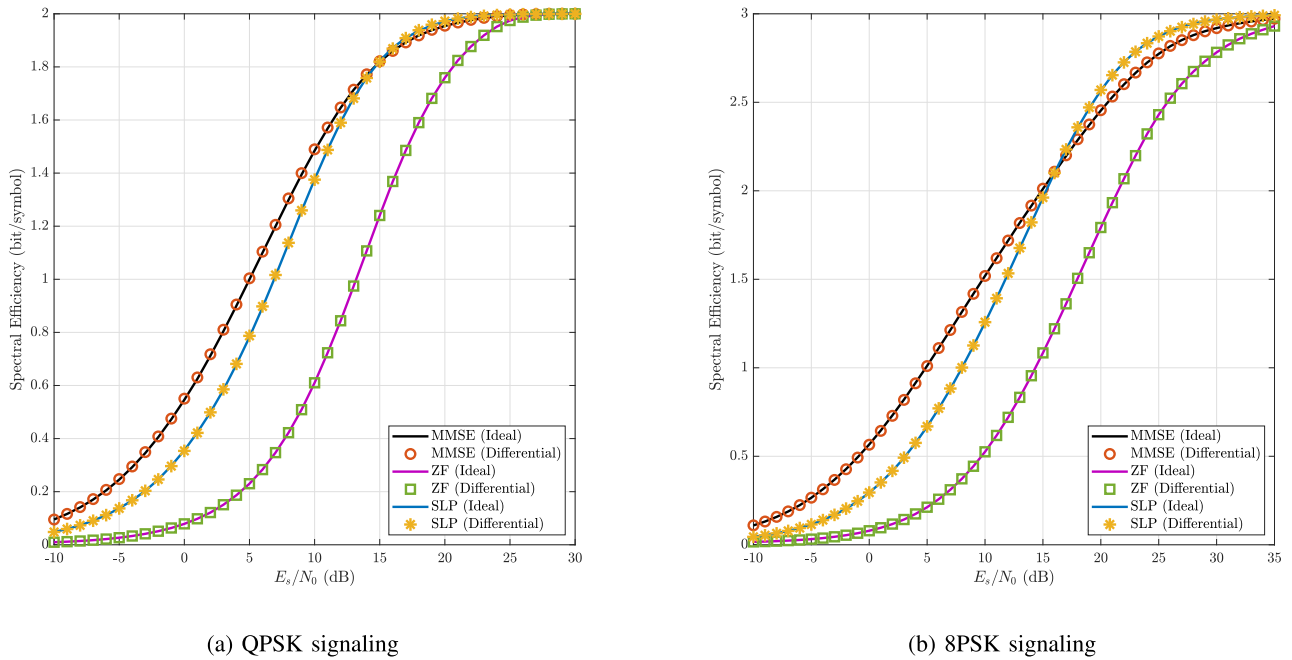 2
1.8
1.6
1.4
1.2
1
0.8
0.6
0.4
0.2
0
Spectral Efficiency (bit/symbol)
-10 -5 0 5 10 15 20 25 30
E_s/N_0 (dB)
MMSE (Ideal)
MMSE (Differential)
ZF (Ideal)
ZF (Differential)
SLP (Ideal)
SLP (Differential)
(a) QPSK signaling
3
2.5
2
1.5
1
0.5
0
Spectral Efficiency (bit/symbol)
-10 -5 0 5 10 15 20 25 30 35
E_s/N_0 (dB)
MMSE (Ideal)
MMSE (Differential)
ZF (Ideal)
ZF (Differential)
SLP (Ideal)
SLP (Differential)
(b) 8PSK signaling